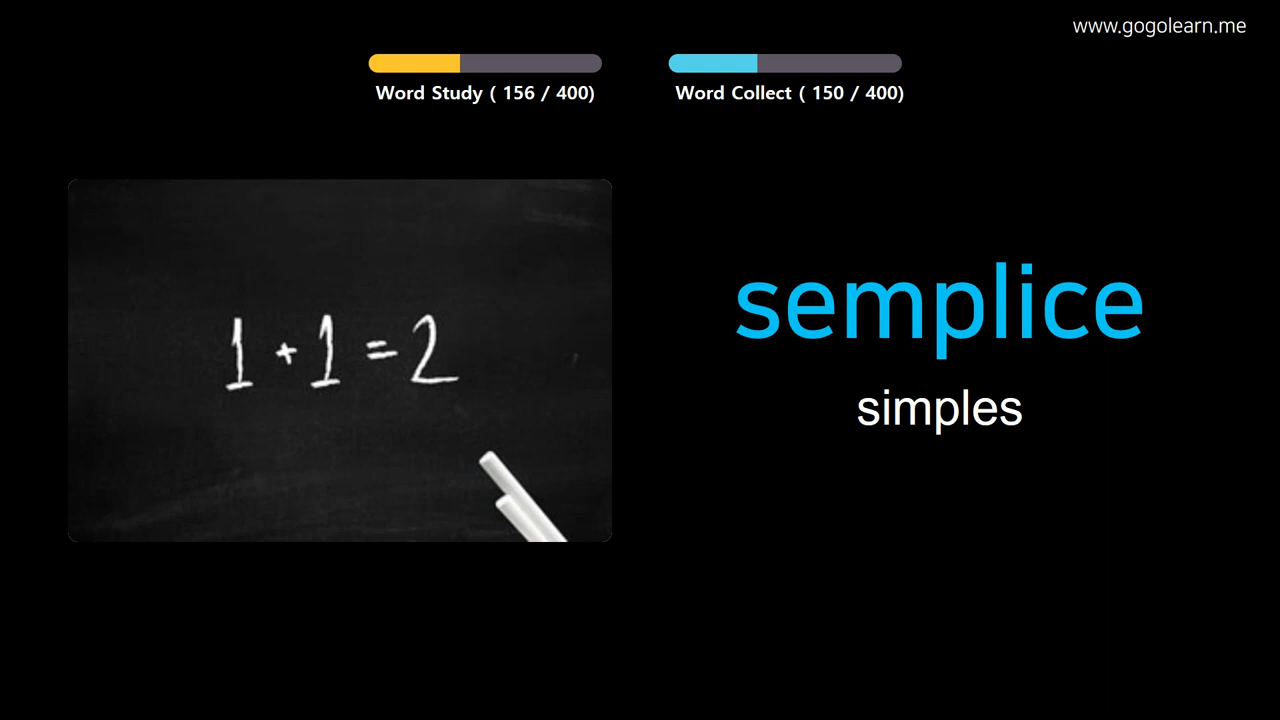 www.gogolearn.me
Word Study ( 156 / 400)
Word Collect ( 150 / 400)
1 + 1 = 2
semplice
simples